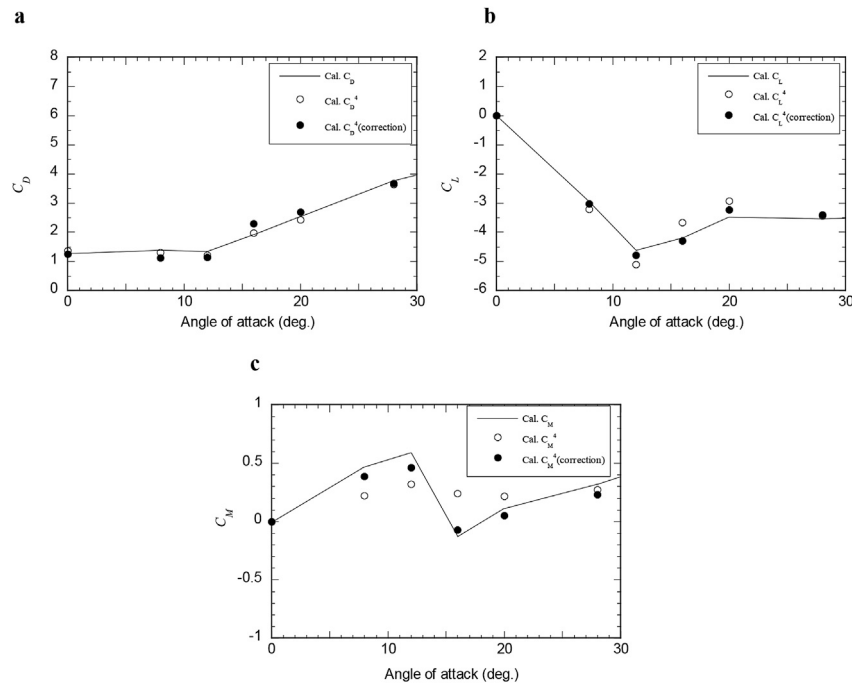 a
8
7
6
5
4
3
2
1
0
C_D
0
10
20
30
Angle of attack (deg.)
Cal. C_D
Cal. C_D^4
Cal. C_D^4(correction)
b
2
1
0
-1
-2
-3
-4
-5
-6
C_L
0
10
20
30
Angle of attack (deg.)
Cal. C_L
Cal. C_L^4
Cal. C_L^4(correction)
c
1
0.5
0
-0.5
-1
C_M
0
10
20
30
Angle of attack (deg.)
Cal. C_M
Cal. C_M^4
Cal. C_M^4(correction)